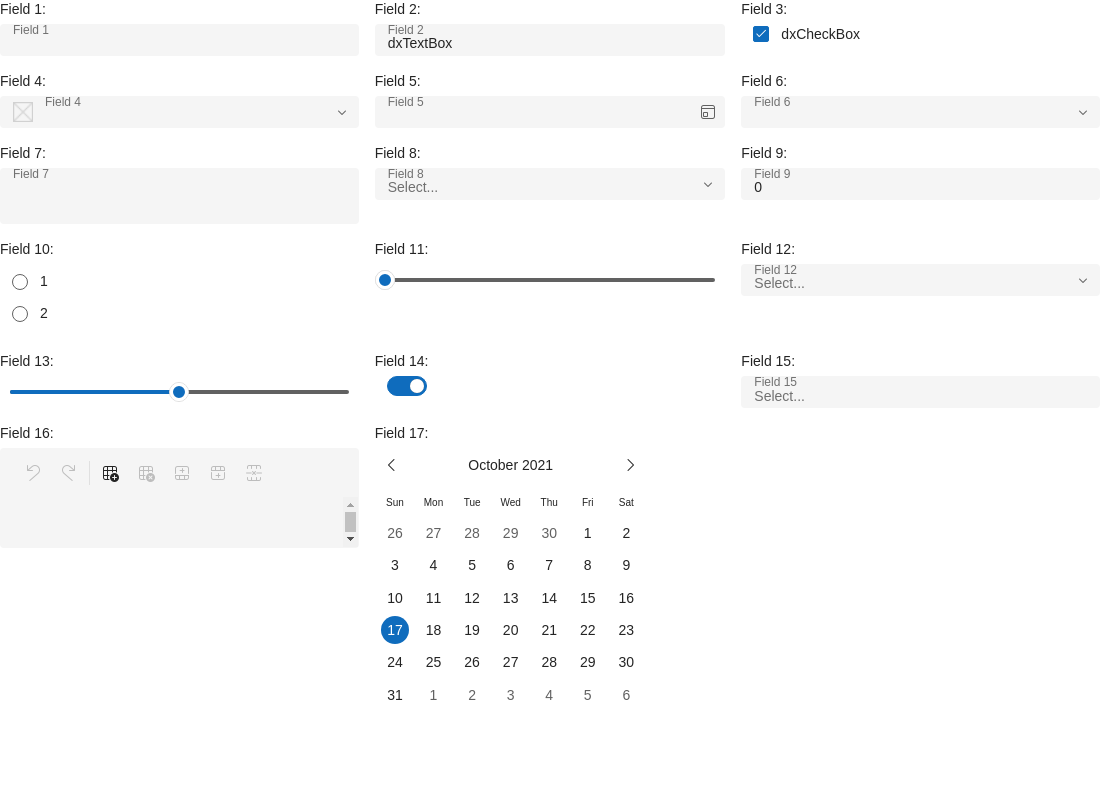 Field 1: Field 2: Field 3:
Field 1 Field 2 dxCheckBox
dxTextBox
Field 4: Field 5: Field 6:
Field 4 Field 5 Field 6
Field 7: Field 8: Field 9:
Field 7 Field 8 Field 9
Select... 0
Field 10: Field 11: Field 12:
1 Field 12
Select...
2
Field 13: Field 14: Field 15:
Field 15
Select...
Field 16: Field 17:
October 2021
Sun Mon Tue Wed Thu Fri Sat
26 27 28 29 30 1 2
3 4 5 6 7 8 9
10 11 12 13 14 15 16
17 18 19 20 21 22 23
24 25 26 27 28 29 30
31 1 2 3 4 5 6